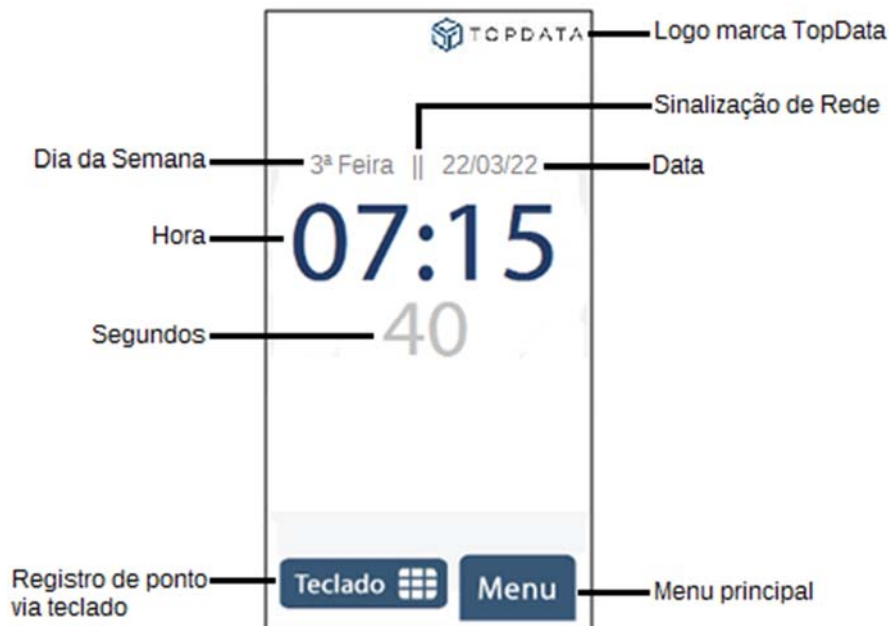 TOPDATA
Logo marca TopData
Sinalização de Rede
Dia da Semana
3ª Feira || 22/03/22
Data
Hora
07:15
Segundos
40
Registro de ponto
via teclado
Teclado
Menu
Menu principal